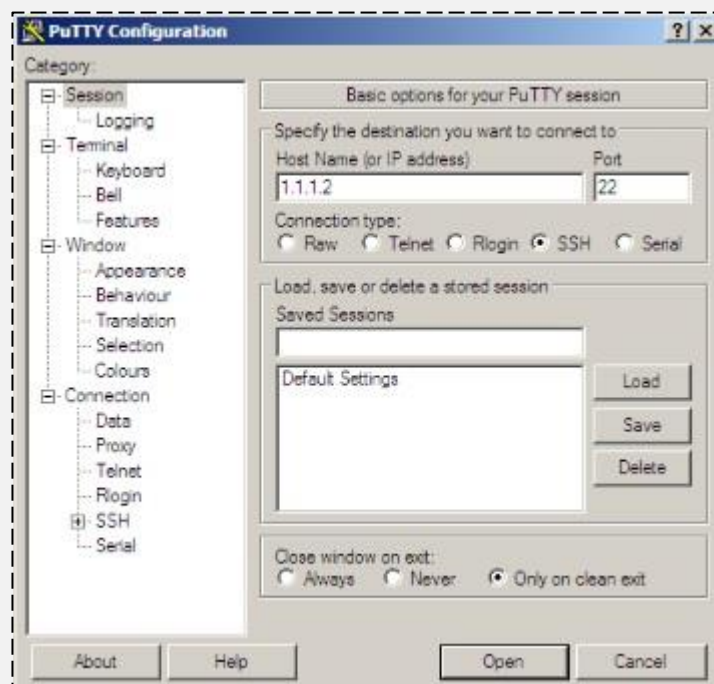 PuTTY Configuration
Category:
Session
Logging
Terminal
Keyboard
Bell
Features
Window
Appearance
Behaviour
Translation
Selection
Colours
Connection
Data
Proxy
Telnet
Rlogin
SSH
Serial
Basic options for your PuTTY session
Specify the destination you want to connect to
Host Name (or IP address) Port
1.1.1.2 22
Connection type:
Raw Telnet Rlogin SSH Serial
Load, save or delete a stored session
Saved Sessions
Default Settings
Load
Save
Delete
Close window on exit:
Always Never Only on clean exit
About Help Open Cancel